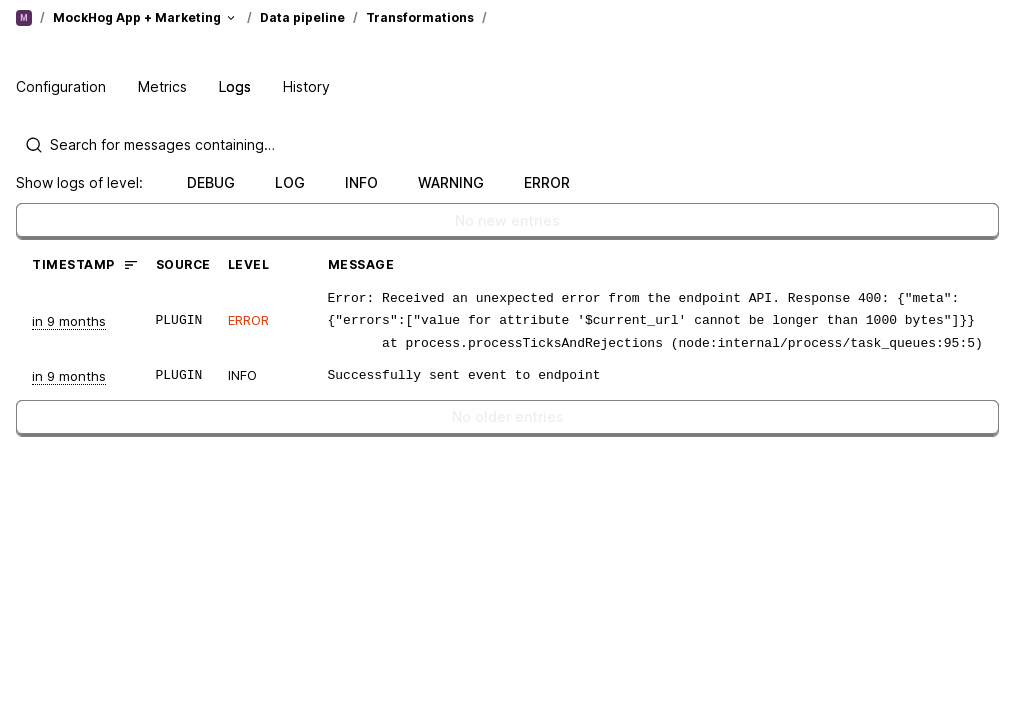 M / MockHog App + Marketing / Data pipeline / Transformations /
Configuration Metrics Logs History
Search for messages containing…
Show logs of level: DEBUG LOG INFO WARNING ERROR
No new entries
TIMESTAMP SOURCE LEVEL MESSAGE
Error: Received an unexpected error from the endpoint API. Response 400: {"meta":
in 9 months PLUGIN ERROR {"errors":["value for attribute '$current_url' cannot be longer than 1000 bytes"]}}
at process.processTicksAndRejections (node:internal/process/task_queues:95:5)
in 9 months PLUGIN INFO Successfully sent event to endpoint
No older entries